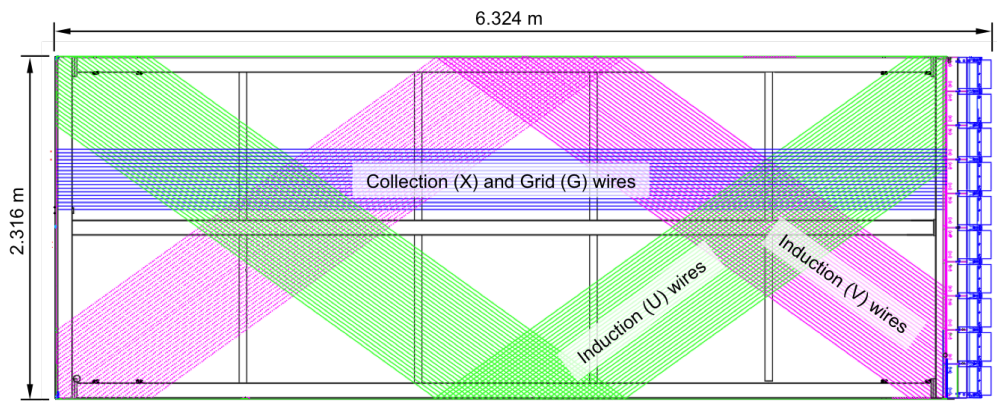 6.324 m
2.316 m
Collection (X) and Grid (G) wires
Induction (U) wires
Induction (V) wires